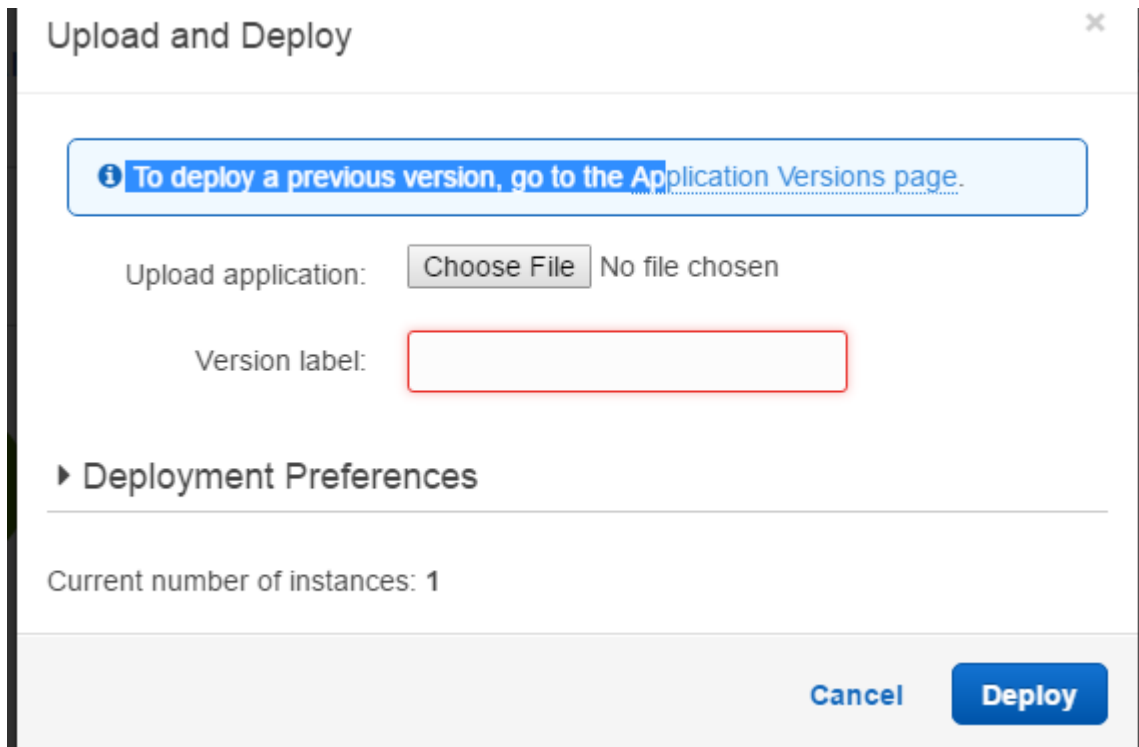 Upload and Deploy ×
To deploy a previous version, go to the Application Versions page.
Upload application: Choose File No file chosen
Version label:
Deployment Preferences
Current number of instances: 1
Cancel Deploy